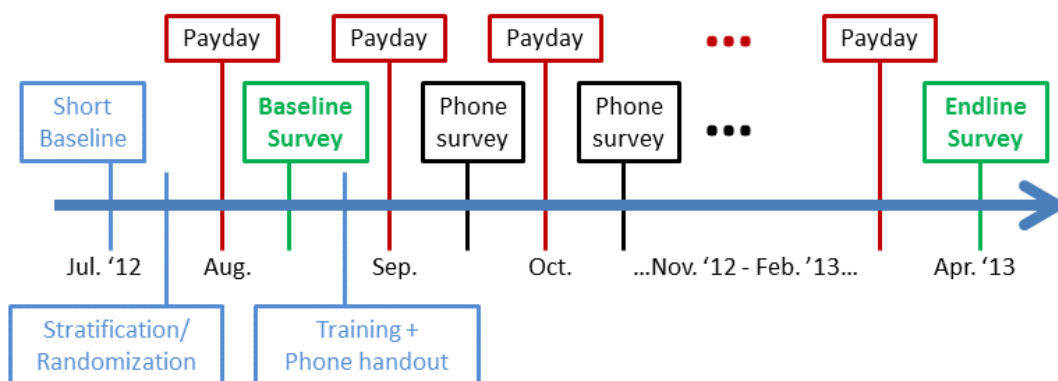 Payday Payday Payday ••• Payday
Short
Baseline
Baseline
Survey
Phone
survey
Phone
survey
•••
Endline
Survey
Jul. ‘12 Aug. Sep. Oct. ...Nov. ‘12 - Feb. ’13... Apr. ‘13
Stratification/
Randomization
Training +
Phone handout